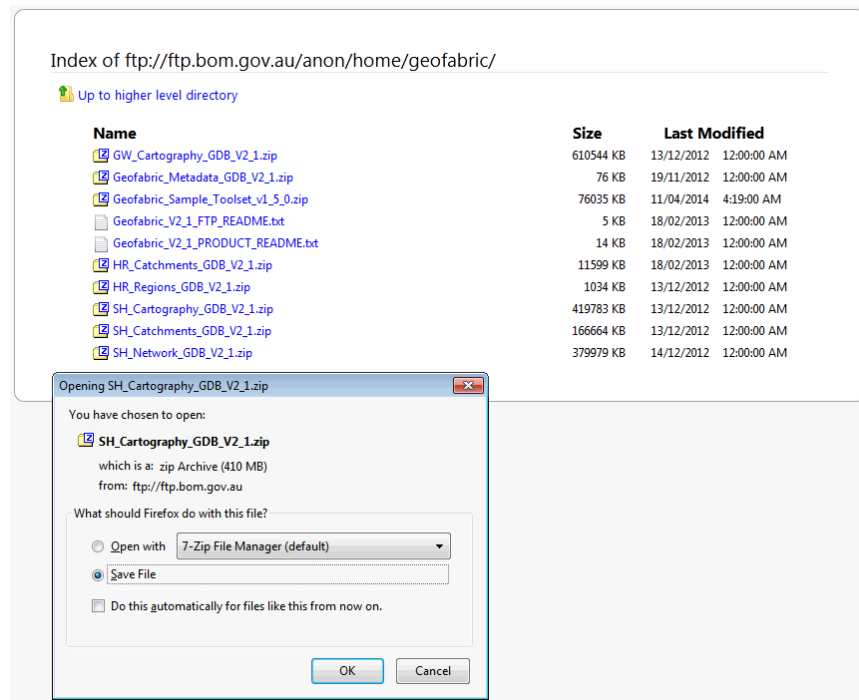 Index of ftp://ftp.bom.gov.au/anon/home/geofabric/
Up to higher level directory
Name Size Last Modified
GW_Cartography_GDB_V2_1.zip 610544 KB 13/12/2012 12:00:00 AM
Geofabric_Metadata_GDB_V2_1.zip 76 KB 19/11/2012 12:00:00 AM
Geofabric_Sample_Toolset_v1_5_0.zip 76035 KB 11/04/2014 4:19:00 AM
Geofabric_V2_1_FTP_README.txt 5 KB 18/02/2013 12:00:00 AM
Geofabric_V2_1_PRODUCT_README.txt 14 KB 18/02/2013 12:00:00 AM
HR_Catchments_GDB_V2_1.zip 11599 KB 18/02/2013 12:00:00 AM
HR_Regions_GDB_V2_1.zip 1034 KB 13/12/2012 12:00:00 AM
SH_Cartography_GDB_V2_1.zip 419783 KB 13/12/2012 12:00:00 AM
SH_Catchments_GDB_V2_1.zip 166664 KB 13/12/2012 12:00:00 AM
SH_Network_GDB_V2_1.zip 379979 KB 14/12/2012 12:00:00 AM
Opening SH_Cartography_GDB_V2_1.zip
You have chosen to open:
SH_Cartography_GDB_V2_1.zip
which is a: zip Archive (410 MB)
from: ftp://ftp.bom.gov.au
What should Firefox do with this file?
Open with 7-Zip File Manager (default)
Save File
Do this automatically for files like this from now on.
OK Cancel